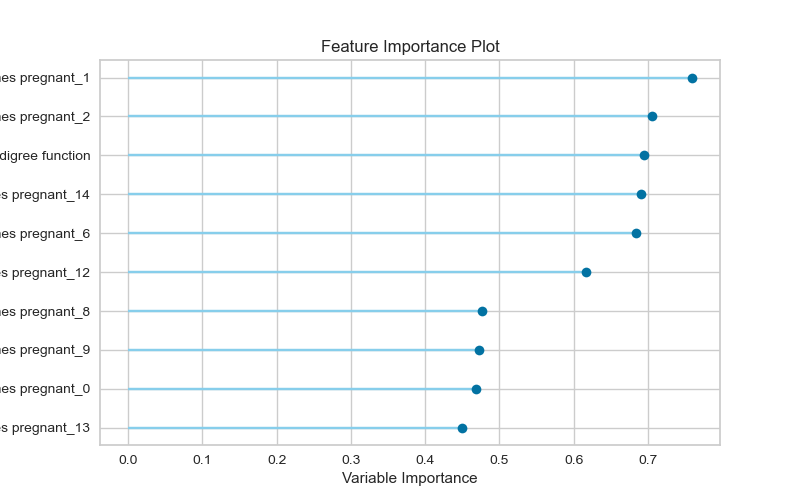 Feature Importance Plot
nes pregnant_1
nes pregnant_2
digree function
es pregnant_14
nes pregnant_6
es pregnant_12
nes pregnant_8
nes pregnant_9
nes pregnant_0
es pregnant_13
0.0 0.1 0.2 0.3 0.4 0.5 0.6 0.7
Variable Importance